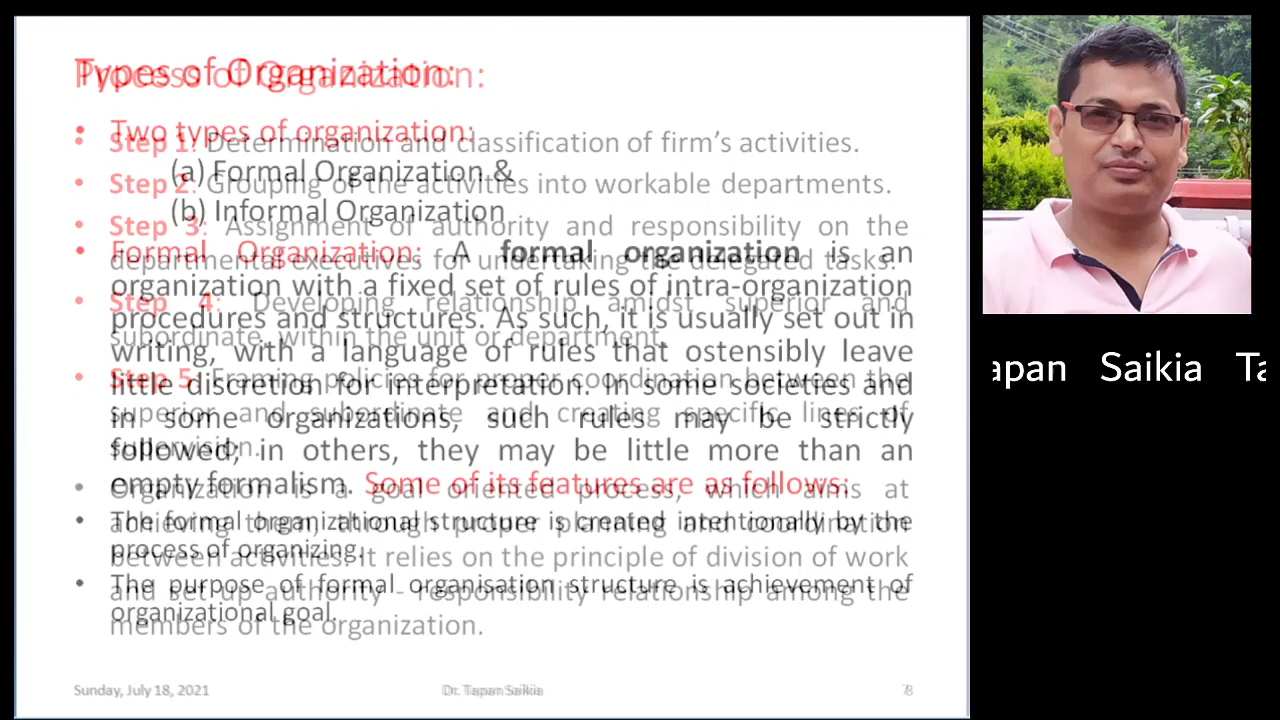 Types of Organization:
• Two types of organization:
(a) Formal Organization &
(b) Informal Organization
• Formal Organization: A formal organization is an
organization with a fixed set of rules of intra-organization
procedures and structures. As such, it is usually set out in
writing, with a language of rules that ostensibly leave
little discretion for interpretation. In some societies and
in some organizations, such rules may be strictly
followed; in others, they may be little more than an
empty formalism. Some of its features are as follows:
• The formal organizational structure is created intentionally by the
process of organizing.
• The purpose of formal organisation structure is achievement of
organizational goal.
Process of Organization:
• Step 1: Determination and classification of firm's activities.
• Step 2: Grouping of the activities into workable departments.
• Step 3: Assignment of authority and responsibility on the
departmental executives for undertaking the delegated tasks.
• Step 4: Developing relationship amidst superior and
subordinate, within the unit or department.
• Step 5: Framing policies for proper coordination between the
superior and subordinate and creating specific lines of
supervision.
• Organization is a goal oriented process, which aims at
achieving them, through proper planning and coordination
between activities. It relies on the principle of division of work
and set up authority - responsibility relationship among the
members of the organization.
Sunday, July 18, 2021
Dr. Tapan Saikia
7
8
apan Saikia Ta